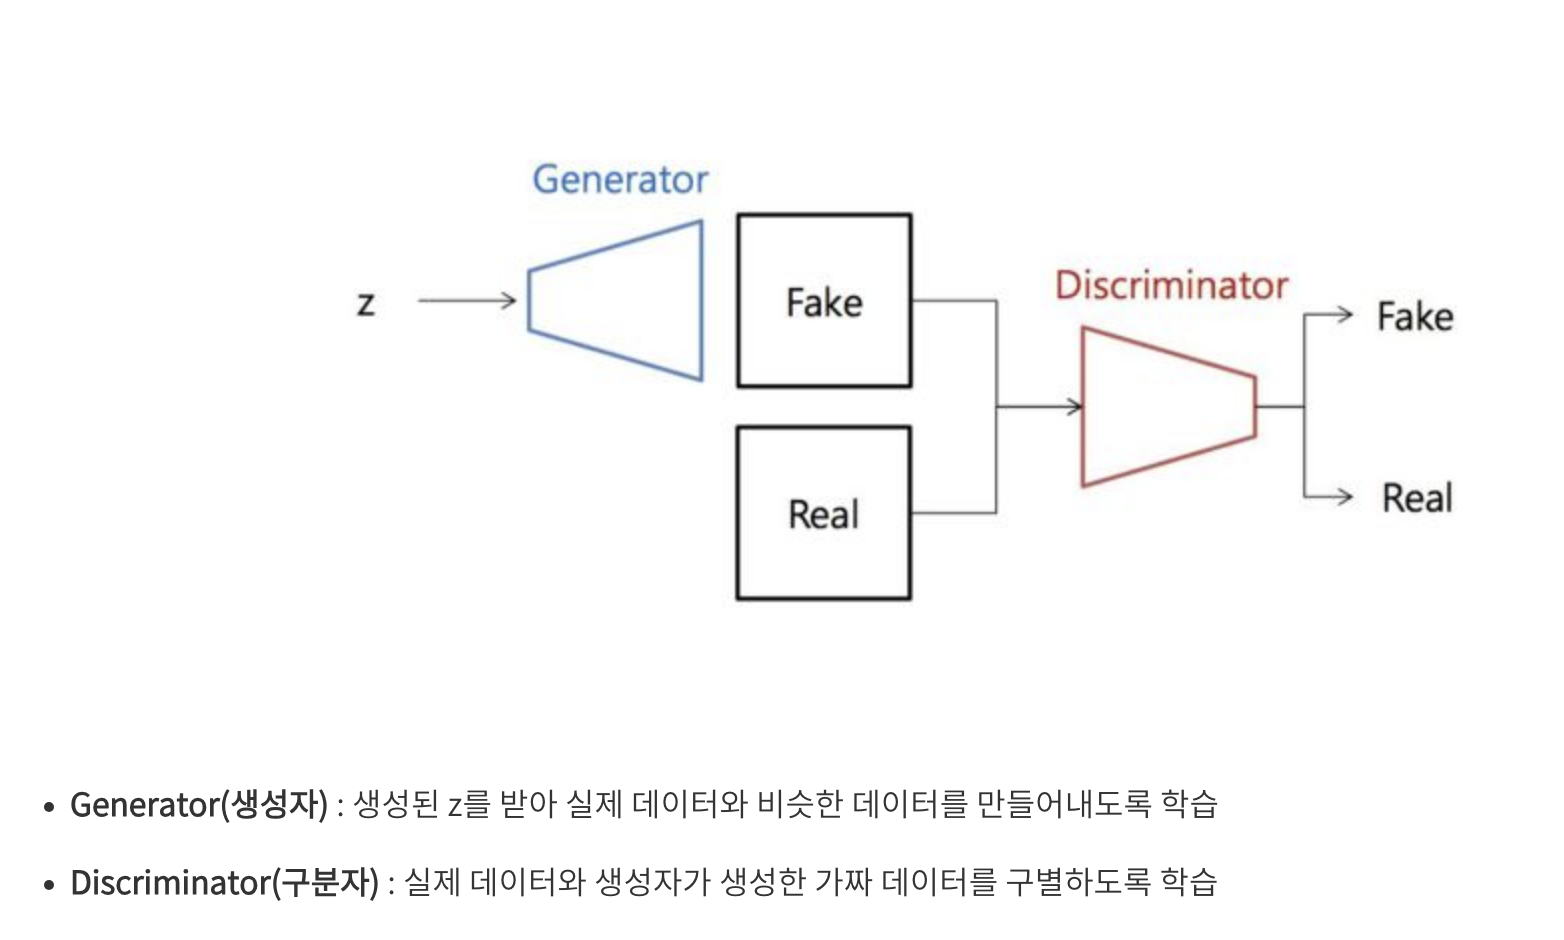 Generator
z
Fake
Discriminator
Fake
Real
Real
• Generator(생성자) : 생성된 z를 받아 실제 데이터와 비슷한 데이터를 만들어내도록 학습
• Discriminator(구분자) : 실제 데이터와 생성자가 생성한 가짜 데이터를 구별하도록 학습